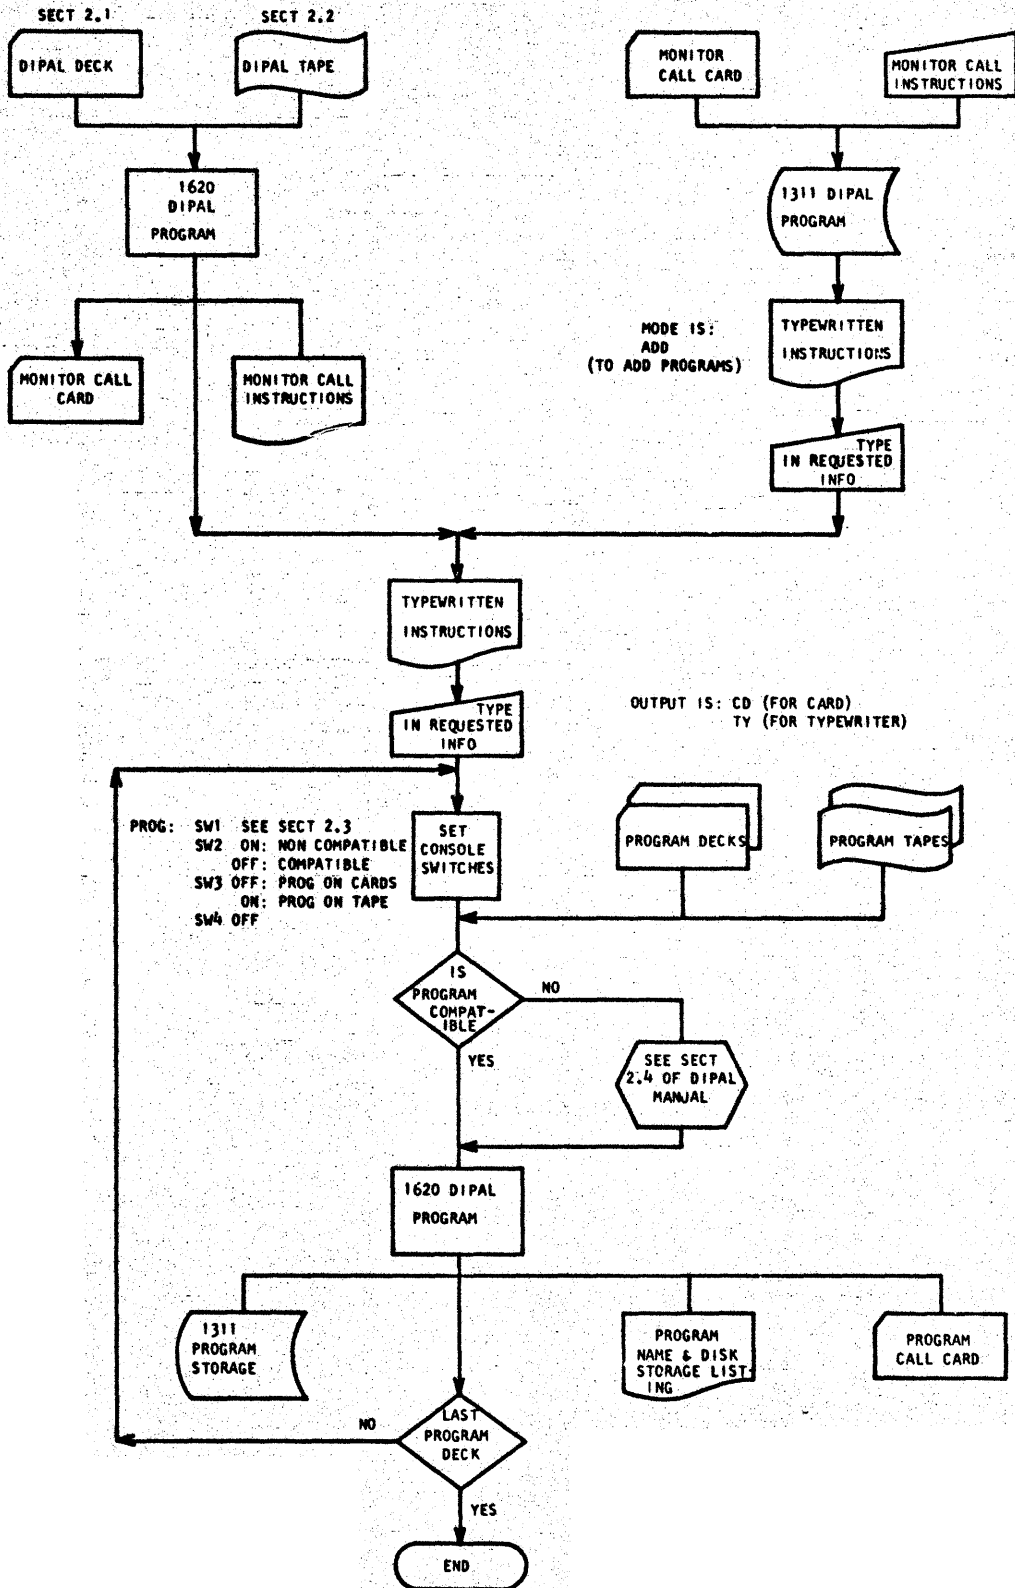 SECT 2.1
SECT 2.2
DIPAL DECK
DIPAL TAPE
MONITOR
CALL CARD
MONITOR CALL
INSTRUCTIONS
1620
DIPAL
PROGRAM
1311 DIPAL
PROGRAM
MONITOR CALL
CARD
MONITOR CALL
INSTRUCTIONS
MODE IS:
ADD
(TO ADD PROGRAMS)
TYPEWRITTEN
INSTRUCTIONS
TYPE
IN REQUESTED
INFO
TYPEWRITTEN
INSTRUCTIONS
TYPE
IN REQUESTED
INFO
OUTPUT IS: CD (FOR CARD)
TY (FOR TYPEWRITER)
PROG: SW1 SEE SECT 2.3
SW2 ON: NON COMPATIBLE
OFF: COMPATIBLE
SW3 OFF: PROG ON CARDS
ON: PROG ON TAPE
SW4 OFF
SET
CONSOLE
SWITCHES
PROGRAM DECKS
PROGRAM TAPES
IS
PROGRAM
COMPAT-
IBLE
NO
YES
SEE SECT
2.4 OF DIPAL
MANUAL
1620 DIPAL
PROGRAM
1311
PROGRAM
STORAGE
PROGRAM
NAME & DISK
STORAGE LIST-
ING
PROGRAM
CALL CARD
LAST
PROGRAM
DECK
NO
YES
END